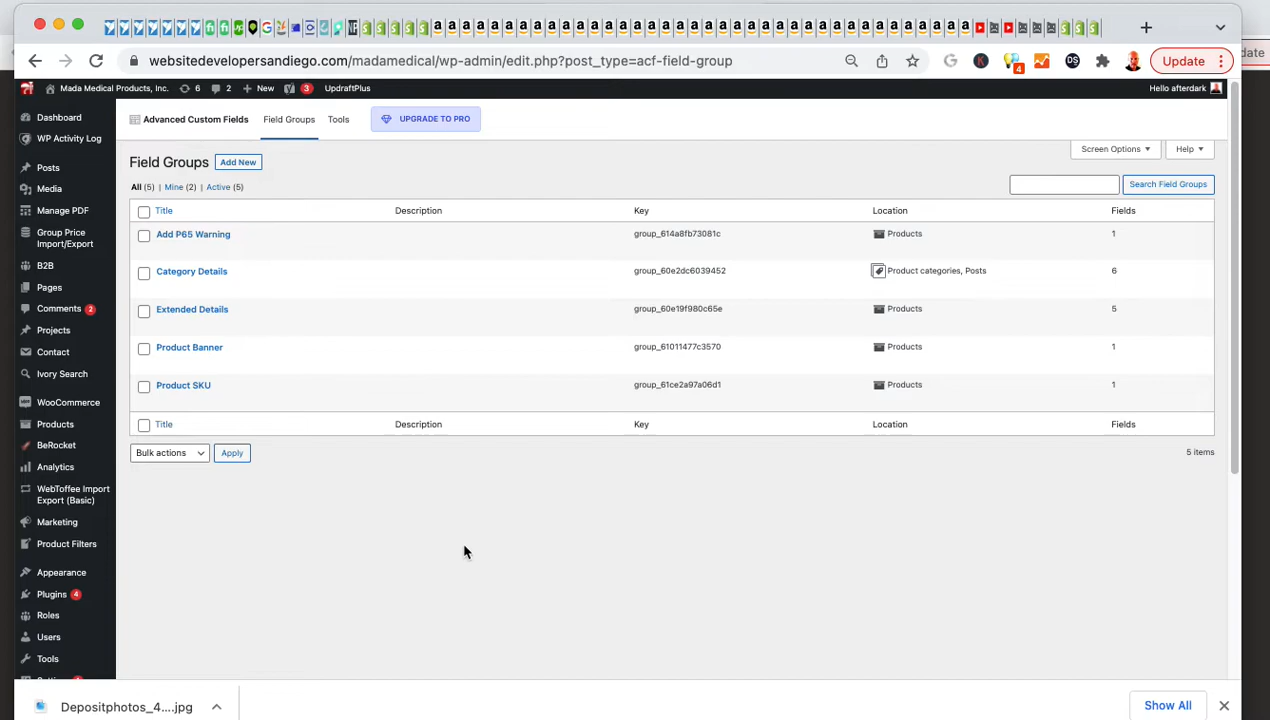 ate
websitedevelopersandiego.com/madamedical/wp-admin/edit.php?post_type=acf-field-group
4
DS
Update
Mada Medical Products, Inc.
6
2
New
3
UpdraftPlus
Hello afterdark
Dashboard
WP Activity Log
Posts
Media
Manage PDF
Group Price
Import/Export
B2B
Pages
Comments 2
Projects
Contact
Ivory Search
WooCommerce
Products
BeRocket
Analytics
WebToffee Import
Export (Basic)
Marketing
Product Filters
Appearance
Plugins 4
Roles
Users
Tools
Advanced Custom Fields
Field Groups
Tools
UPGRADE TO PRO
Screen Options
Help
Field Groups
Add New
All (5) | Mine (2) | Active (5)
Search Field Groups
Title Description Key Location Fields
Add P65 Warning group_614a8fb73081c Products 1
Category Details group_60e2dc6039452 Product categories, Posts 6
Extended Details group_60e19f980c65e Products 5
Product Banner group_61011477c3570 Products 1
Product SKU group_61ce2a97a06d1 Products 1
Title Description Key Location Fields
Bulk actions
Apply
5 items
Depositphotos_4....jpg
Show All